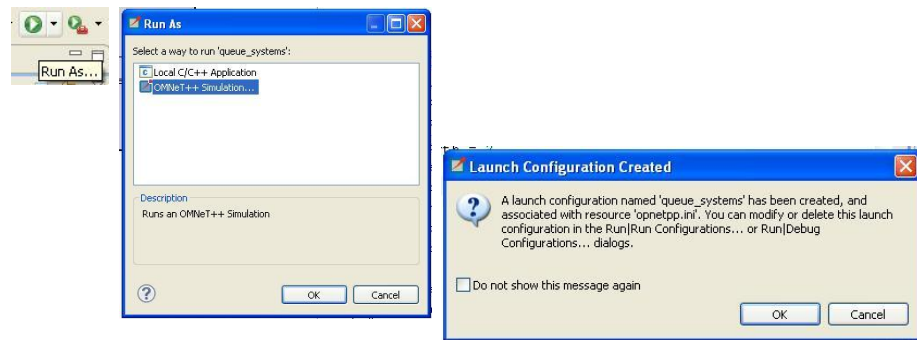 Run As...
Run As
Select a way to run 'queue_systems':
Local C/C++ Application
OMNeT++ Simulation...
Description
Runs an OMNeT++ Simulation
OK
Cancel
Launch Configuration Created
A launch configuration named 'queue_systems' has been created, and
associated with resource 'opnetpp.ini'. You can modify or delete this launch
configuration in the Run|Run Configurations... or Run|Debug
Configurations... dialogs.
Do not show this message again
OK
Cancel